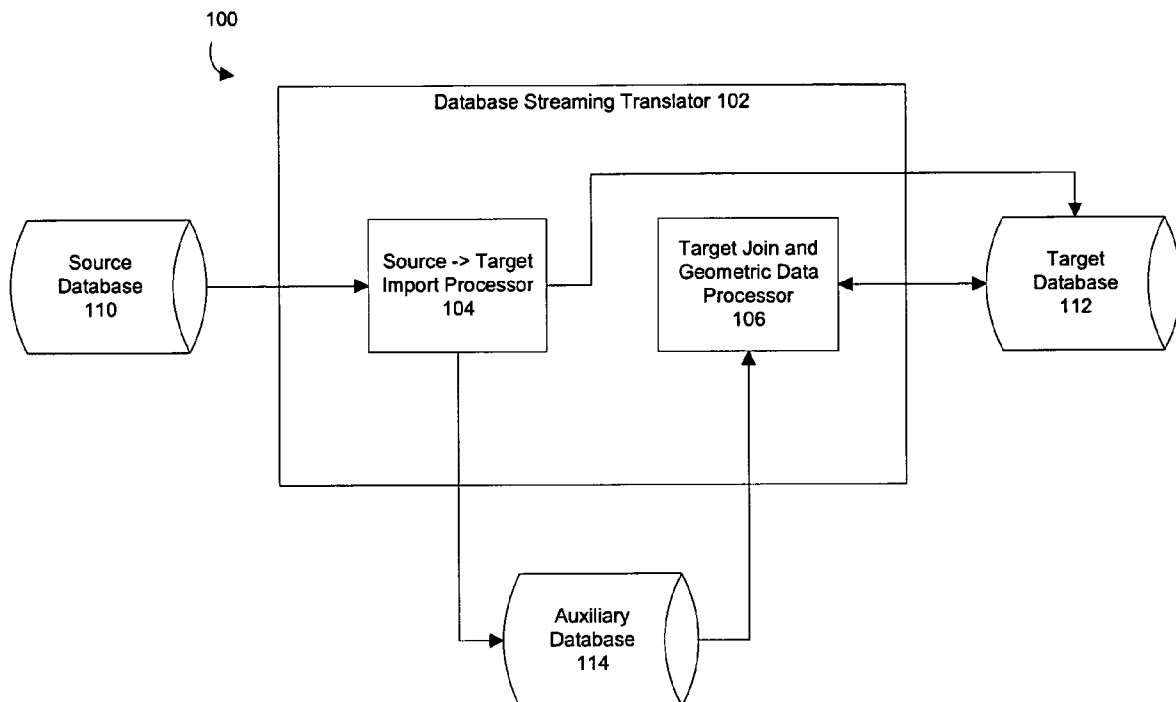 100
Database Streaming Translator 102
Source
Database
110
Source -> Target
Import Processor
104
Target Join and
Geometric Data
Processor
106
Target
Database
112
Auxiliary
Database
114